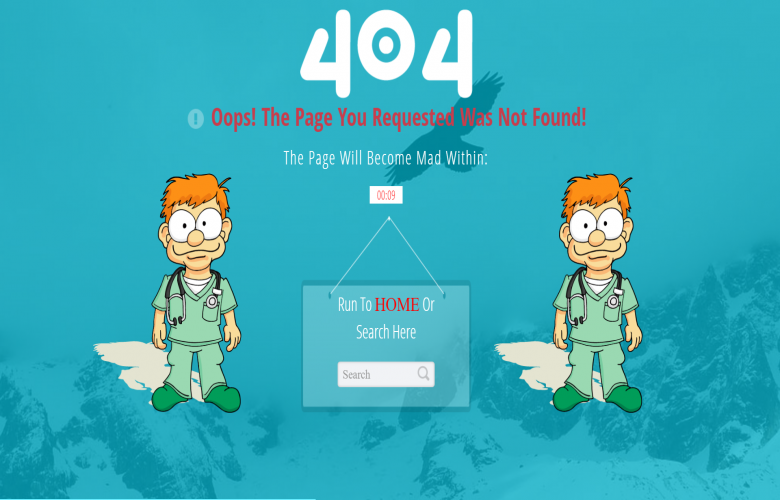 404
Oops! The Page You Requested Was Not Found!
The Page Will Become Mad Within:
00:09
Run To HOME Or
Search Here
Search